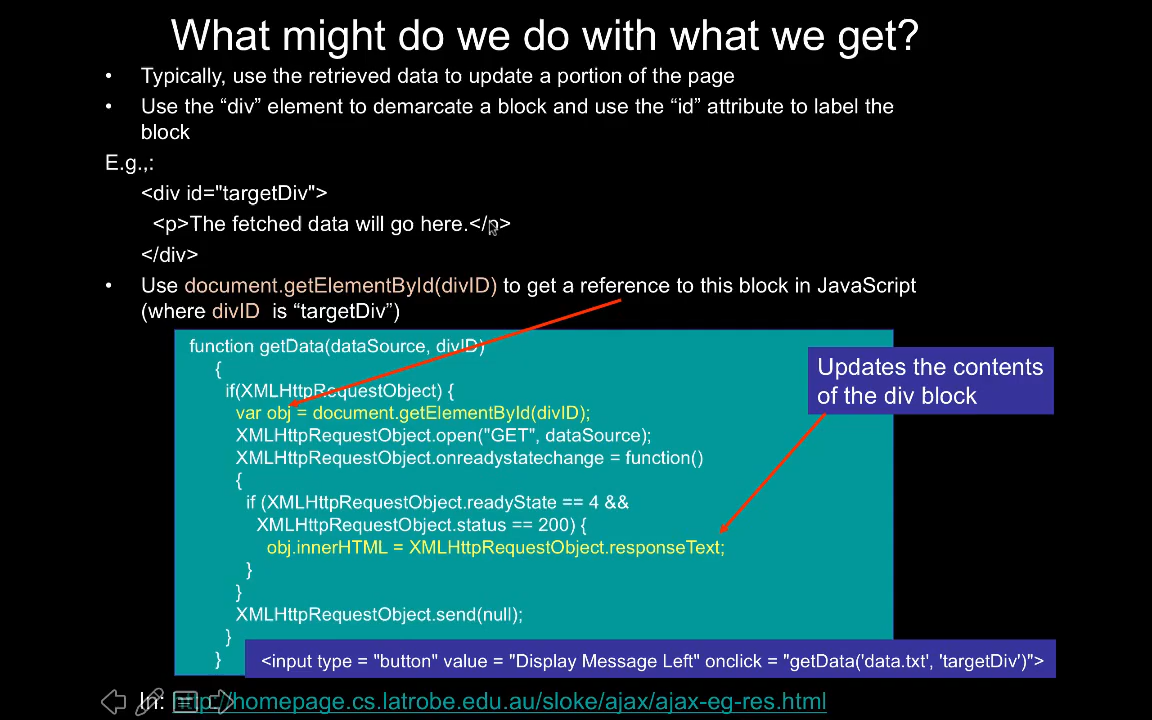 What might do we do with what we get?
• Typically, use the retrieved data to update a portion of the page
• Use the “div” element to demarcate a block and use the “id” attribute to label the
block
E.g.,:
<div id="targetDiv">
<p>The fetched data will go here.</p>
</div>
• Use document.getElementById(divID) to get a reference to this block in JavaScript
(where divID is “targetDiv”)
function getData(dataSource, divID)
{
if(XMLHttpRequestObject) {
var obj = document.getElementById(divID);
XMLHttpRequestObject.open("GET", dataSource);
XMLHttpRequestObject.onreadystatechange = function()
{
if (XMLHttpRequestObject.readyState == 4 &&
XMLHttpRequestObject.status == 200) {
obj.innerHTML = XMLHttpRequestObject.responseText;
}
}
XMLHttpRequestObject.send(null);
}
}
Updates the contents
of the div block
<input type = "button" value = "Display Message Left" onclick = "getData('data.txt', 'targetDiv')">
In: http://homepage.cs.latrobe.edu.au/sloke/ajax/ajax-eg-res.html